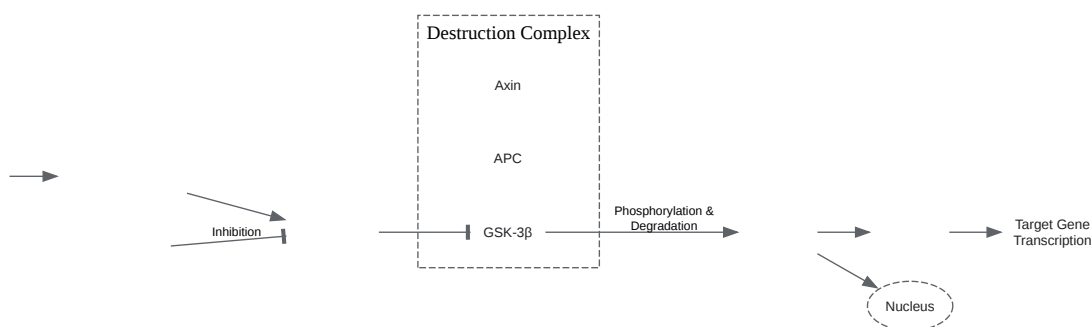 Destruction Complex
Axin
APC
Inhibition
GSK-3β
Phosphorylation &
Degradation
Target Gene
Transcription
Nucleus